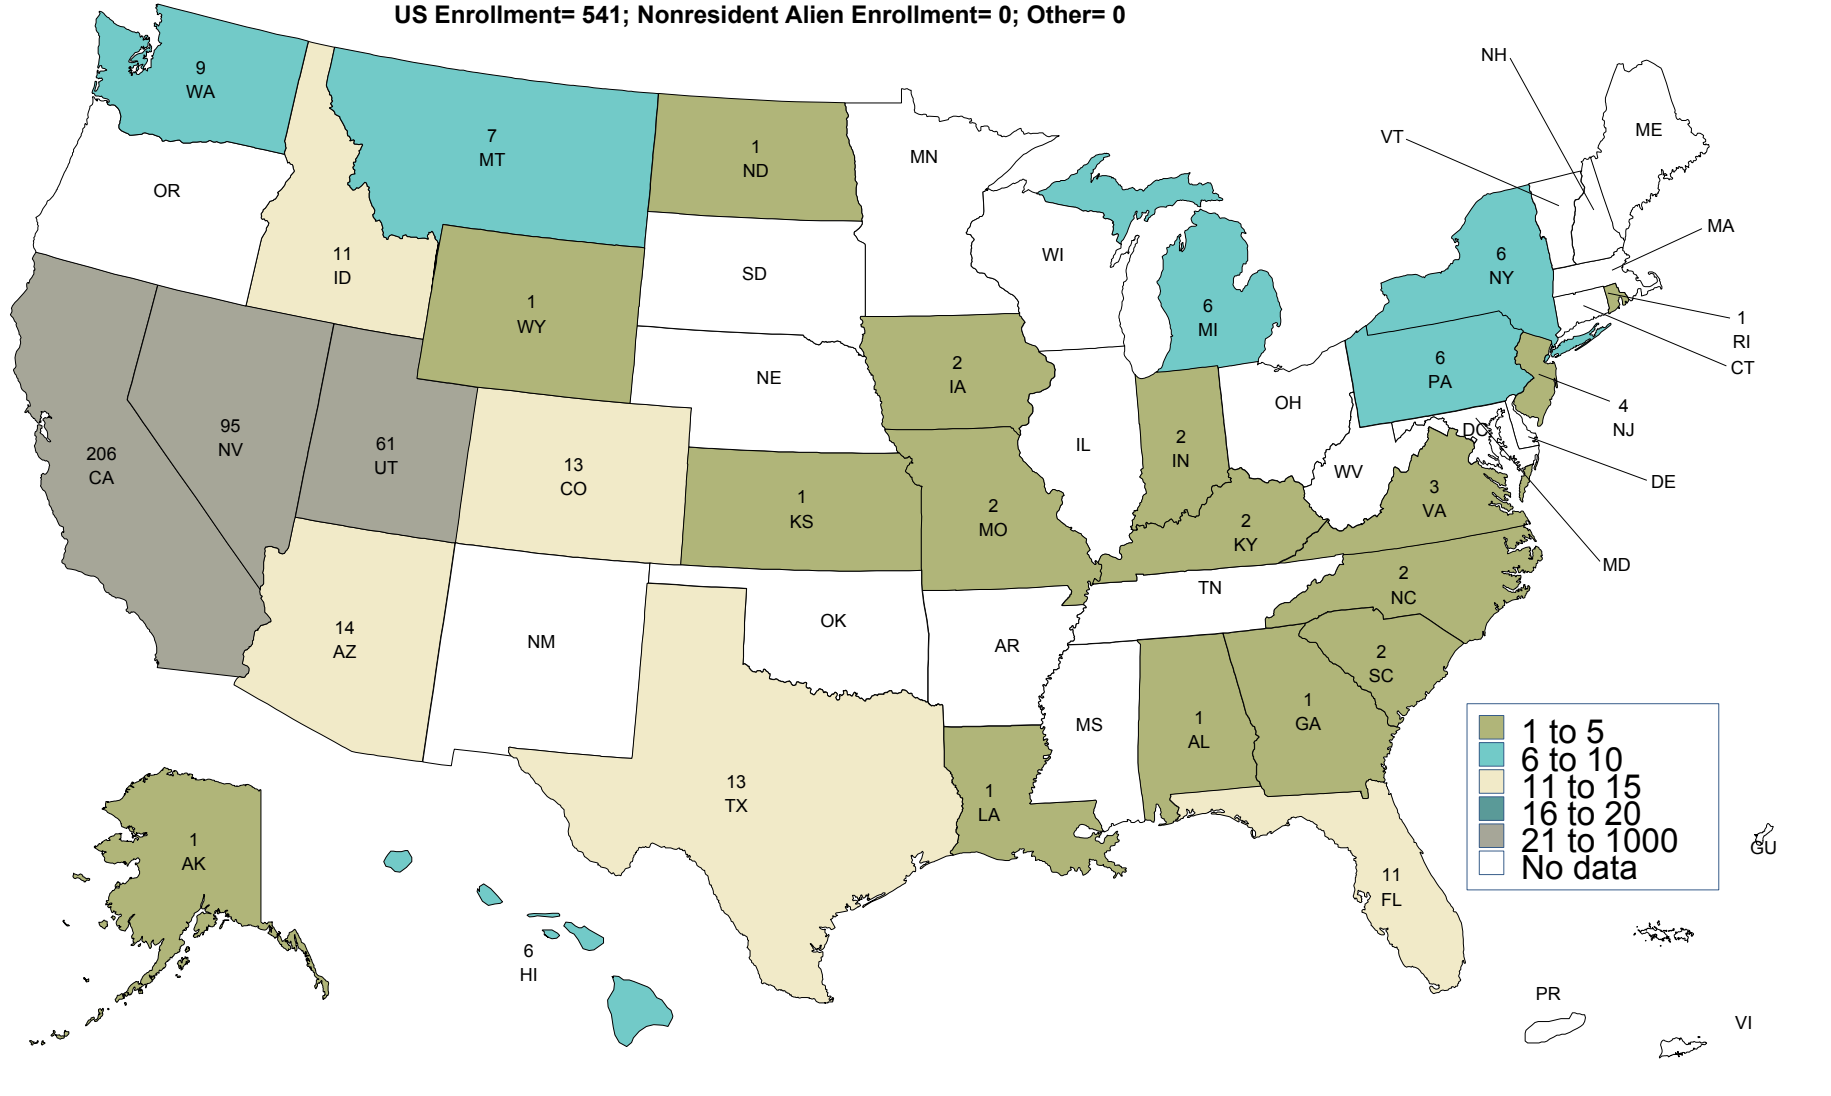 US Enrollment= 541; Nonresident Alien Enrollment= 0; Other= 0
9
WA
7
MT
1
ND
MN
NH
VT
ME
OR
11
ID
1
WY
SD
WI
6
MI
6
NY
MA
1
RI
CT
NE
2
IA
6
PA
4
NJ
206
CA
95
NV
61
UT
13
CO
1
KS
2
MO
IL
2
IN
OH
WV
DC
DE
3
VA
2
KY
MD
14
AZ
NM
OK
AR
TN
2
NC
2
SC
13
TX
1
LA
MS
1
AL
1
GA
11
FL
1
AK
6
HI
1 to 5
6 to 10
11 to 15
16 to 20
21 to 1000
No data
GU
PR
VI